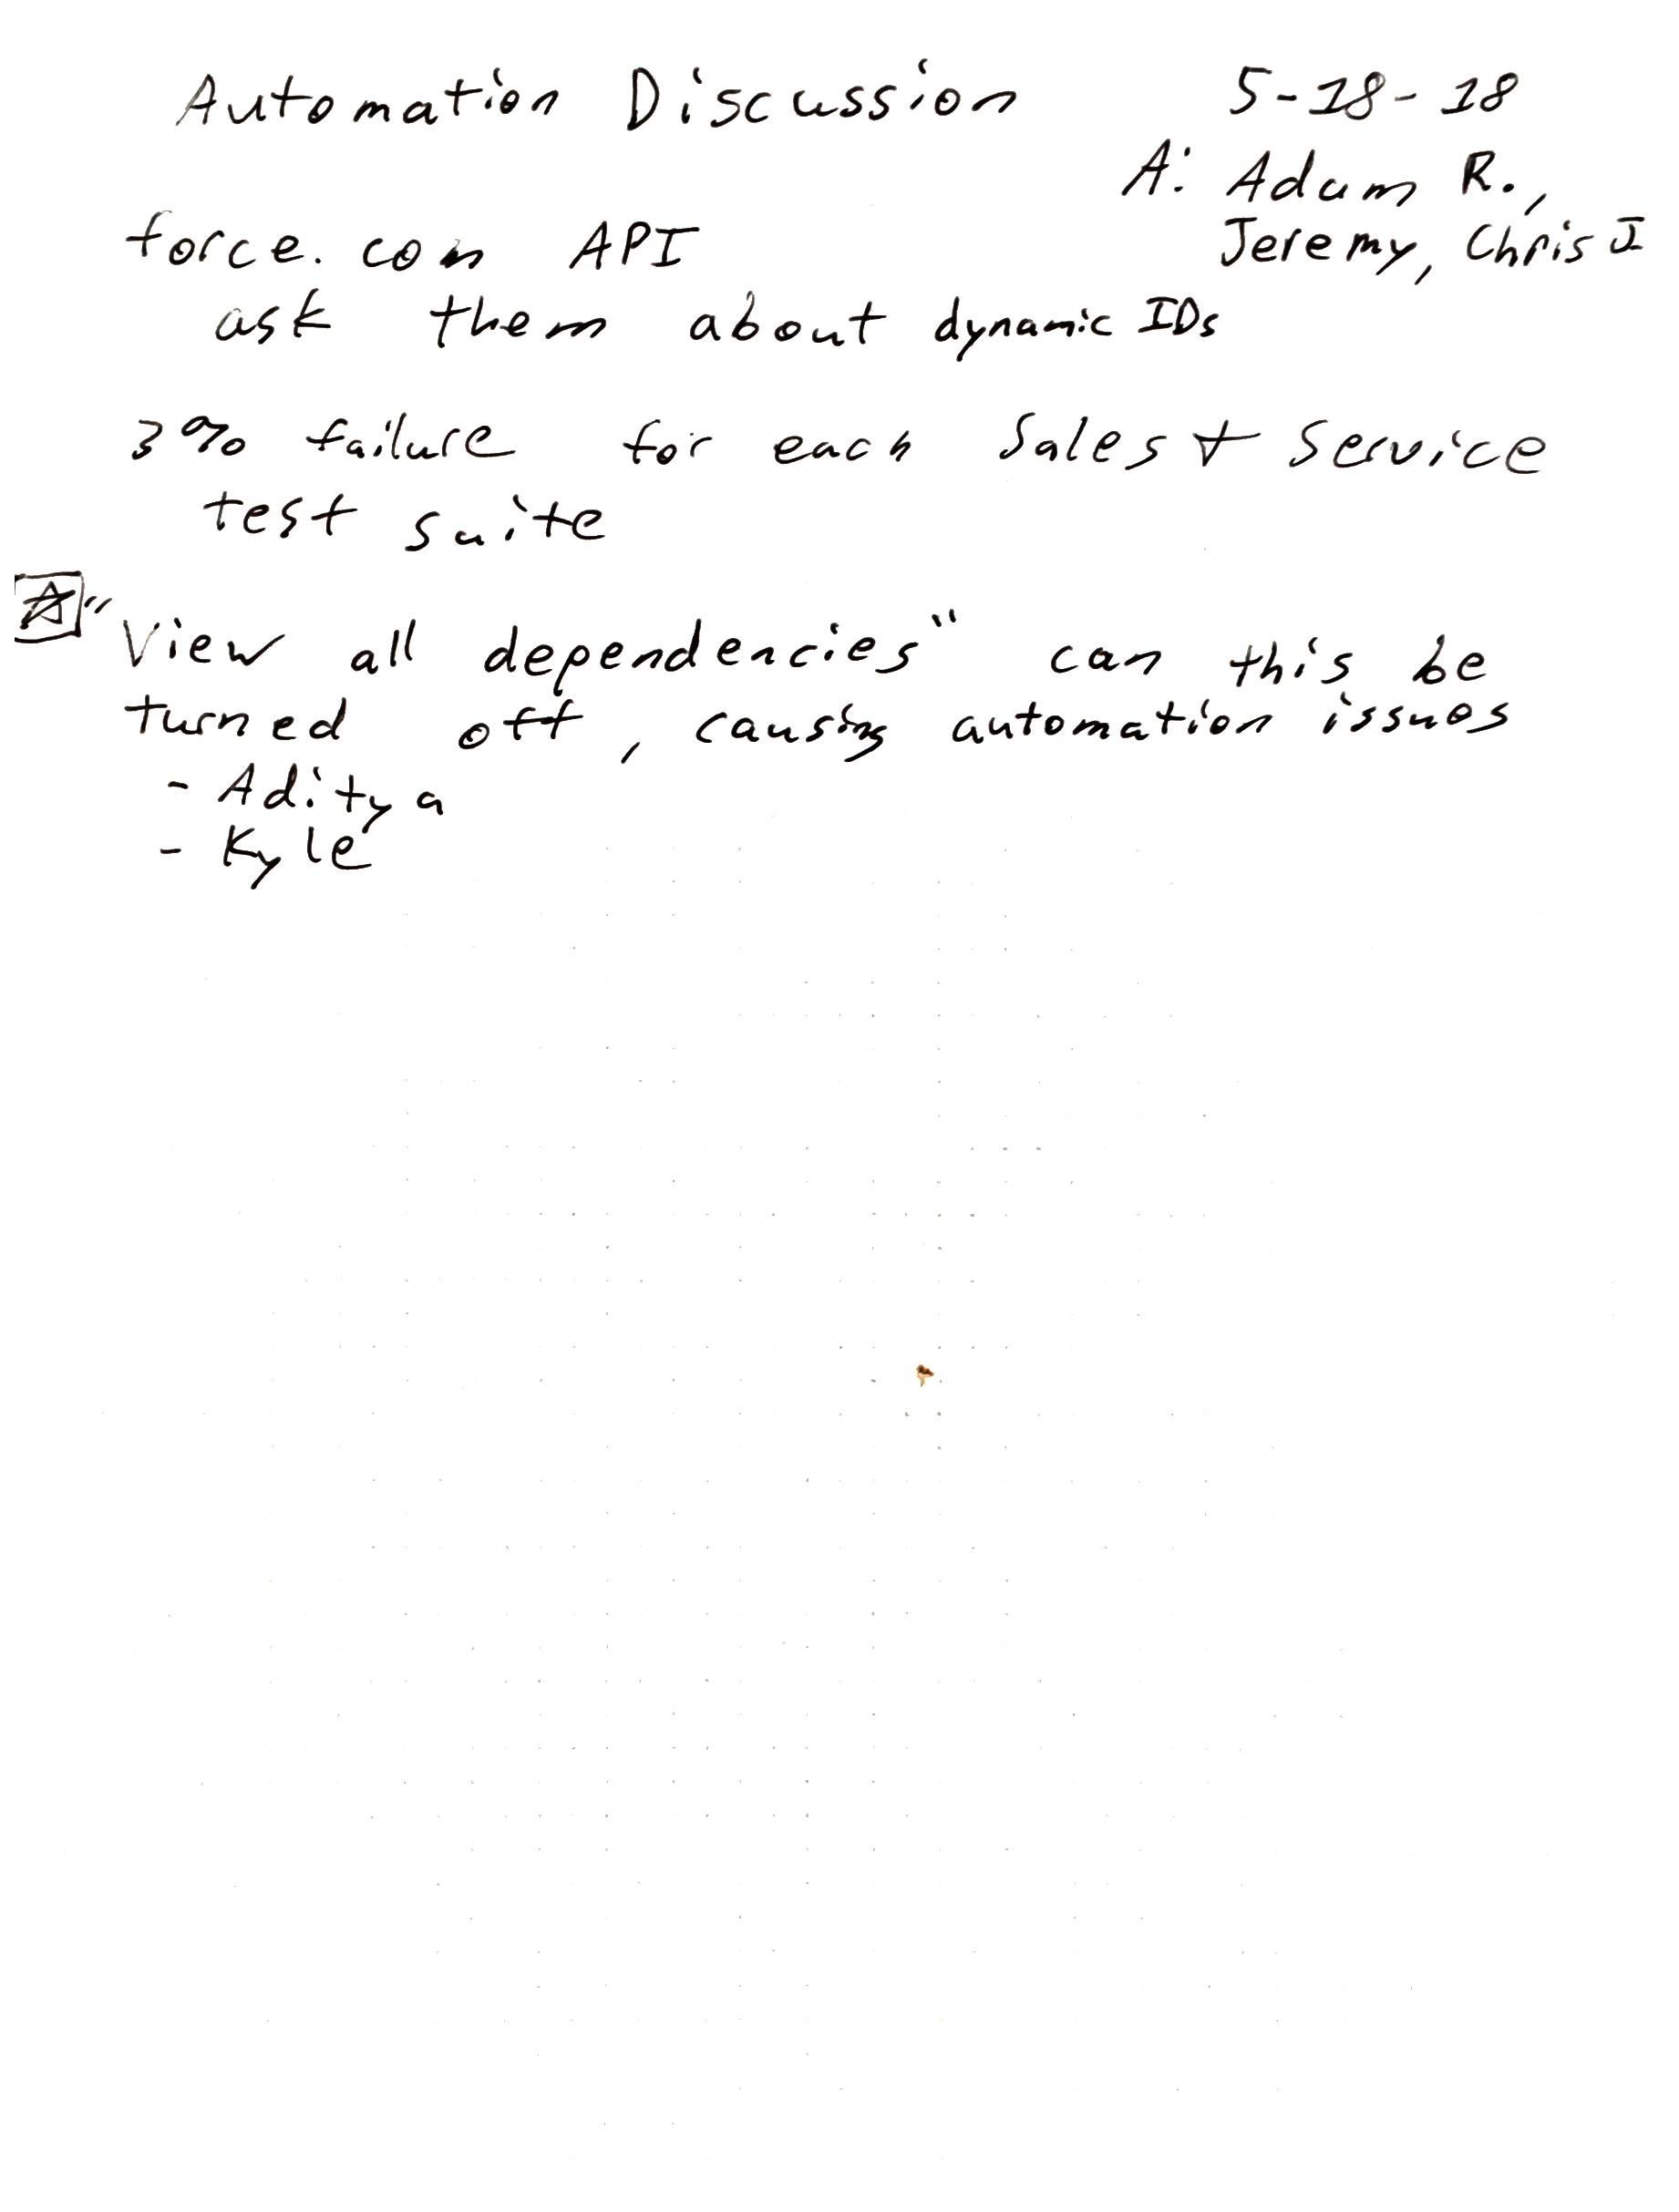 Automation Discussion 5-18-18
A: Adam R.,
force.com API Jeremy, Chris J
ask them about dynamic IDs
3% failure for each Sales + Service
test suite
A "View all dependencies" can this be
turned off, causing automation issues
- Aditya
- Kyle